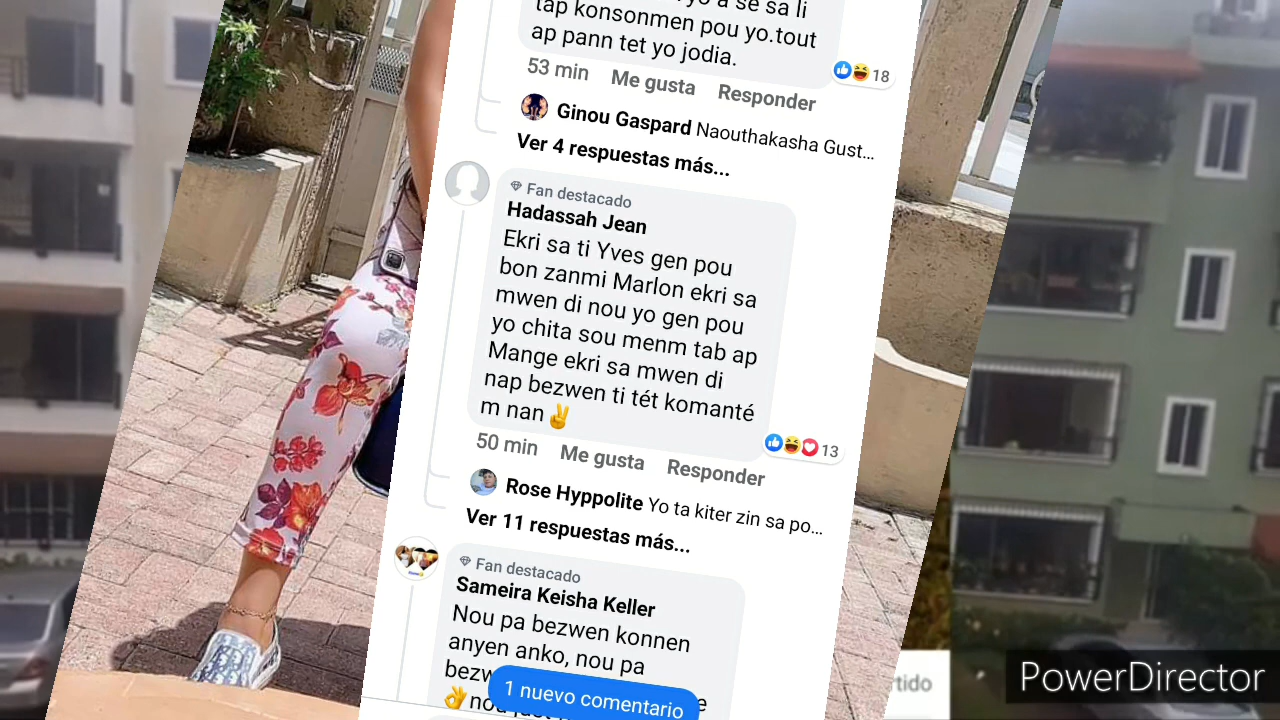 yo a se sa li
tap konsonmen pou yo.tout
ap pann tet yo jodia.
18
53 min Me gusta Responder
Ginou Gaspard Naouthakasha Gust...
Ver 4 respuestas más...
Fan destacado
Hadassah Jean
Ekri sa ti Yves gen pou
bon zanmi Marlon ekri sa
mwen di nou yo gen pou
yo chita sou menm tab ap
Mange ekri sa mwen di
nap bezwen ti tét komanté
m nan✌️
13
50 min Me gusta Responder
Rose Hyppolite Yo ta kiter zin sa po...
Ver 11 respuestas más...
Fan destacado
Sameira Keisha Keller
Nou pa bezwen konnen
anyen anko, nou pa
1 nuevo comentario
PowerDirector